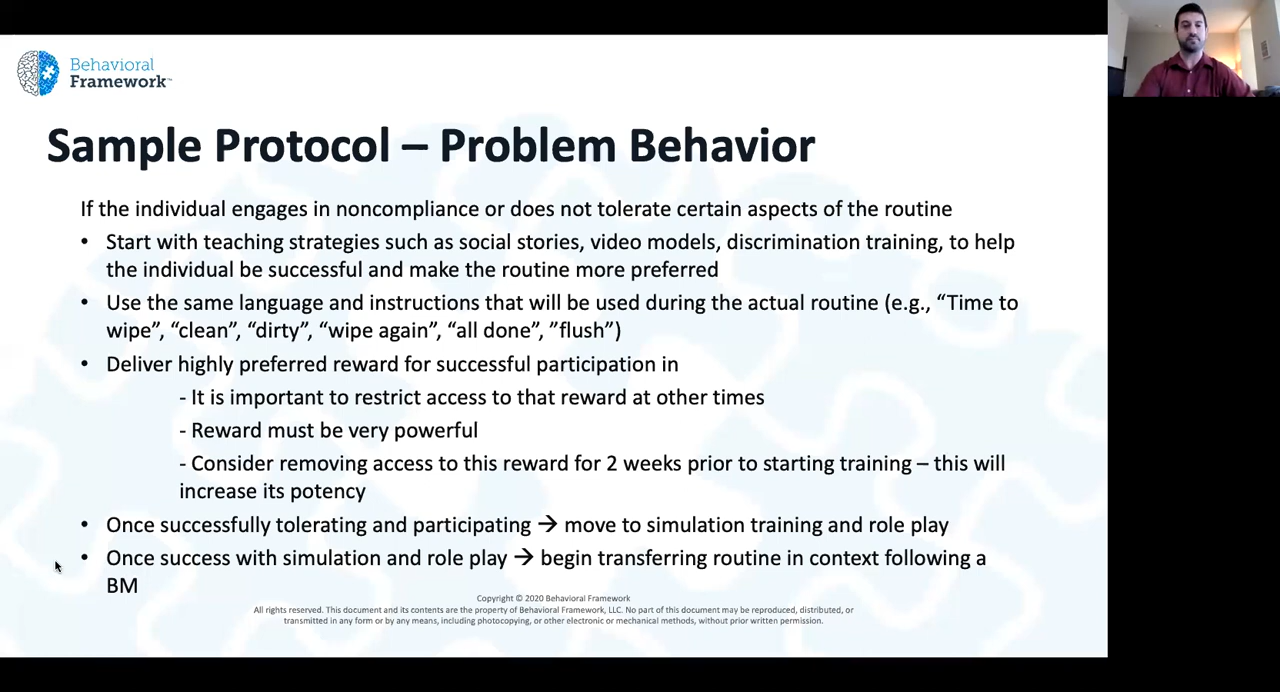 Behavioral
Framework™
Sample Protocol – Problem Behavior
If the individual engages in noncompliance or does not tolerate certain aspects of the routine
• Start with teaching strategies such as social stories, video models, discrimination training, to help
the individual be successful and make the routine more preferred
• Use the same language and instructions that will be used during the actual routine (e.g., “Time to
wipe”, “clean”, “dirty”, “wipe again”, “all done”, ”flush”)
• Deliver highly preferred reward for successful participation in
- It is important to restrict access to that reward at other times
- Reward must be very powerful
- Consider removing access to this reward for 2 weeks prior to starting training – this will
increase its potency
• Once successfully tolerating and participating → move to simulation training and role play
• Once success with simulation and role play → begin transferring routine in context following a
BM
Copyright © 2020 Behavioral Framework
All rights reserved. This document and its contents are the property of Behavioral Framework, LLC. No part of this document may be reproduced, distributed, or
transmitted in any form or by any means, including photocopying, or other electronic or mechanical methods, without prior written permission.